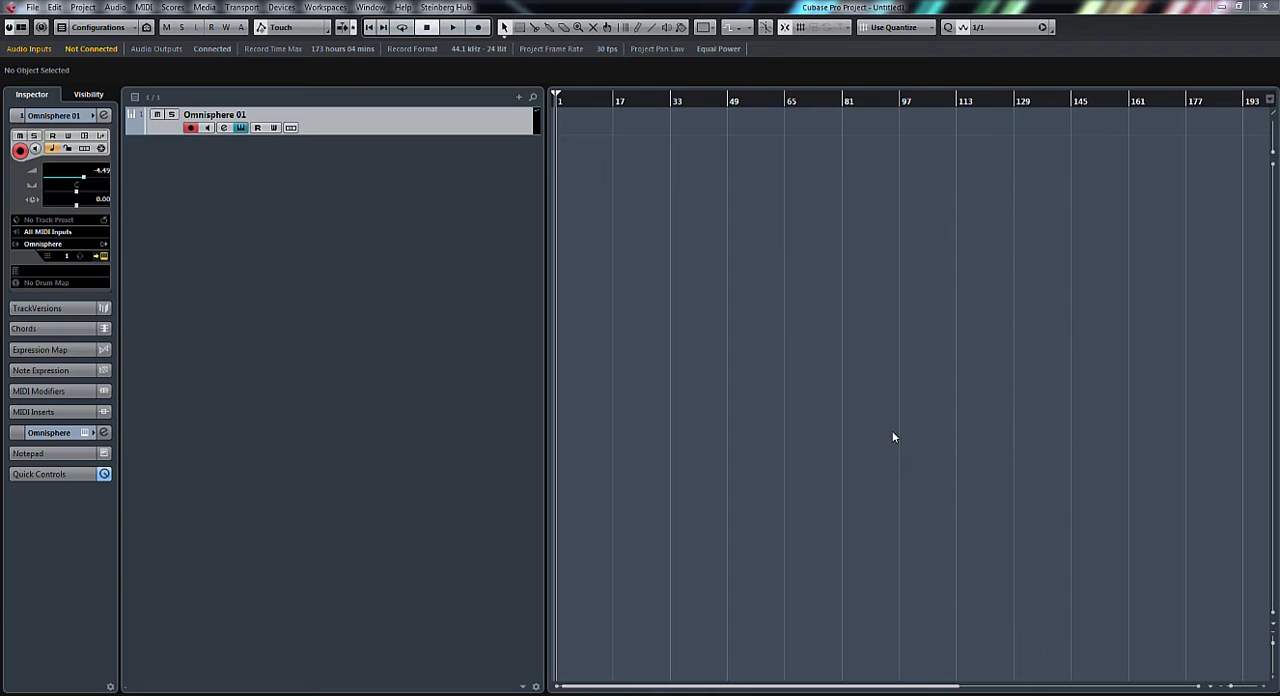 File Edit Project Audio MIDI Scores Media Transport Devices Workspaces Window Help Steinberg Hub Cubase Pro Project - Untitled1
Configurations M S L R W A Touch Use Quantize Q 1/1
Audio Inputs Not Connected Audio Outputs Connected Record Time Max 173 hours 04 mins Record Format 44.1 kHz - 24 Bit Project Frame Rate 30 fps Project Pan Law Equal Power
No Object Selected
Inspector Visibility 1 / 1 1 17 33 49 65 81 97 113 129 145 161 177 193
1 Omnisphere 01 e 1 M S Omnisphere 01
e R W
M S R W L+
-4.49
C
0.00
No Track Preset
All MIDI Inputs
Omnisphere
1
No Drum Map
TrackVersions
Chords
Expression Map
Note Expression
MIDI Modifiers
MIDI Inserts
Omnisphere e
Notepad
Quick Controls